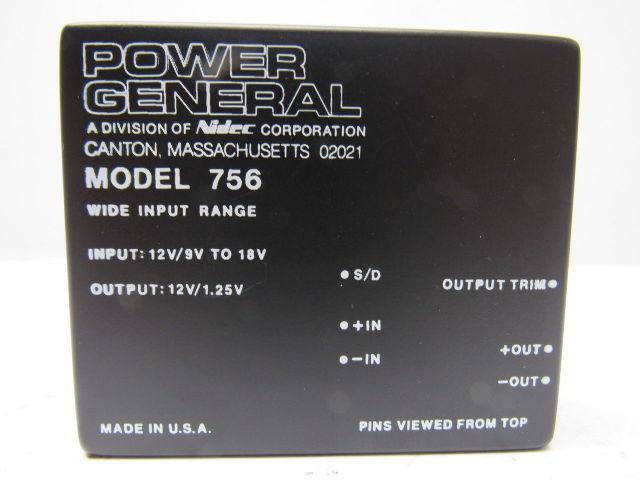 POWER
GENERAL
A DIVISION OF Nidec CORPORATION
CANTON, MASSACHUSETTS 02021
MODEL 756
WIDE INPUT RANGE
INPUT: 12V/9V TO 18V
OUTPUT: 12V/1.25V
S/D
OUTPUT TRIM
+IN
-IN
+OUT
-OUT
MADE IN U.S.A.
PINS VIEWED FROM TOP